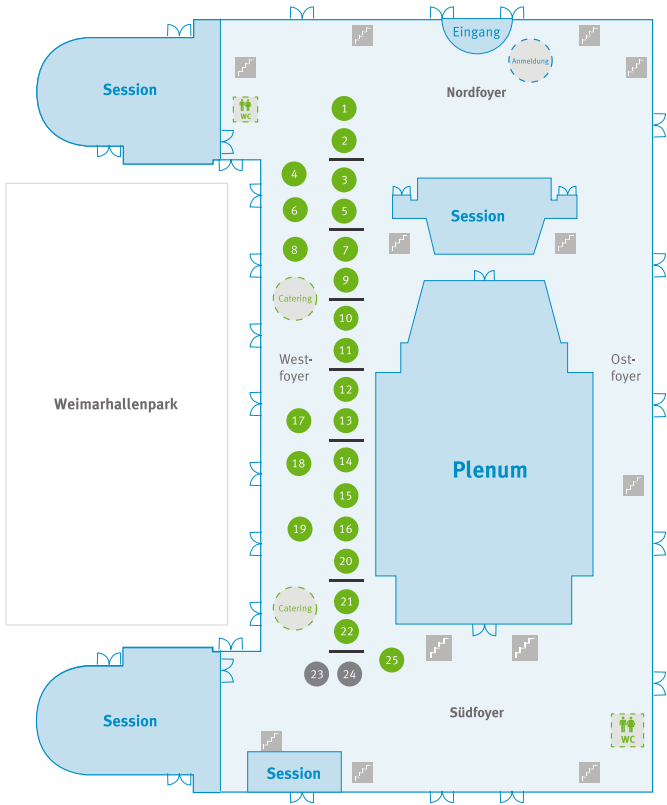 Eingang
Anmeldung
Session
Nordfoyer
WC
1
2
4
3
6
5
Session
8
7
9
Catering
10
11
West-
foyer
Ost-
foyer
12
Weimarhallenpark
17
13
18
14
Plenum
15
19
16
20
Catering
21
22
25
23
24
Session
Südfoyer
WC
Session